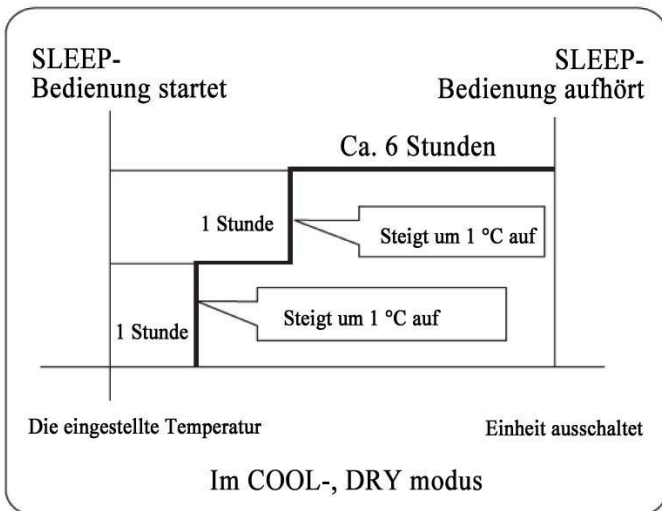 SLEEP-
Bedienung startet
SLEEP-
Bedienung aufhört
Ca. 6 Stunden
1 Stunde
Steigt um 1 °C auf
1 Stunde
Steigt um 1 °C auf
Die eingestellte Temperatur
Einheit ausschaltet
Im COOL-, DRY modus